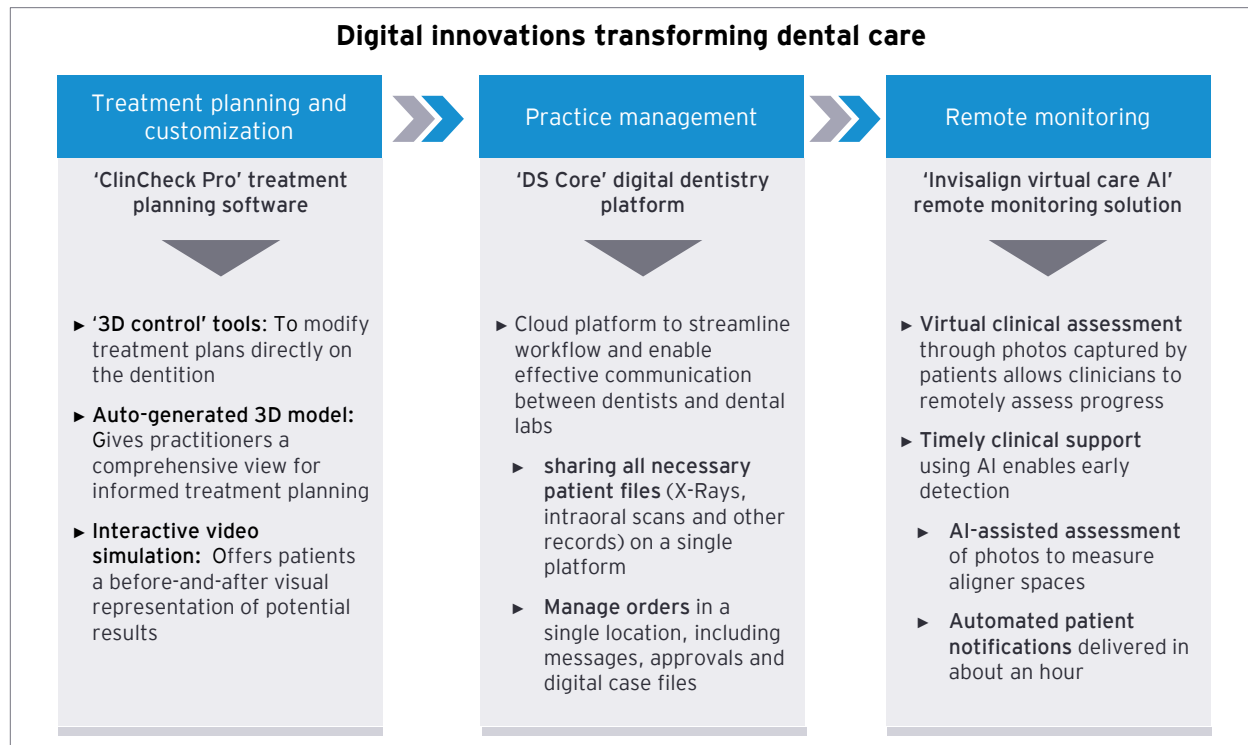 Digital innovations transforming dental care
Treatment planning and
customization
‘ClinCheck Pro’ treatment
planning software
► ‘3D control’ tools: To modify
treatment plans directly on
the dentition
► Auto-generated 3D model:
Gives practitioners a
comprehensive view for
informed treatment planning
► Interactive video
simulation: Offers patients
a before-and-after visual
representation of potential
results
Practice management
‘DS Core’ digital dentistry
platform
► Cloud platform to streamline
workflow and enable
effective communication
between dentists and dental
labs
► sharing all necessary
patient files (X-Rays,
intraoral scans and other
records) on a single
platform
► Manage orders in a
single location, including
messages, approvals and
digital case files
Remote monitoring
‘Invisalign virtual care AI’
remote monitoring solution
► Virtual clinical assessment
through photos captured by
patients allows clinicians to
remotely assess progress
► Timely clinical support
using AI enables early
detection
► AI-assisted assessment
of photos to measure
aligner spaces
► Automated patient
notifications delivered in
about an hour